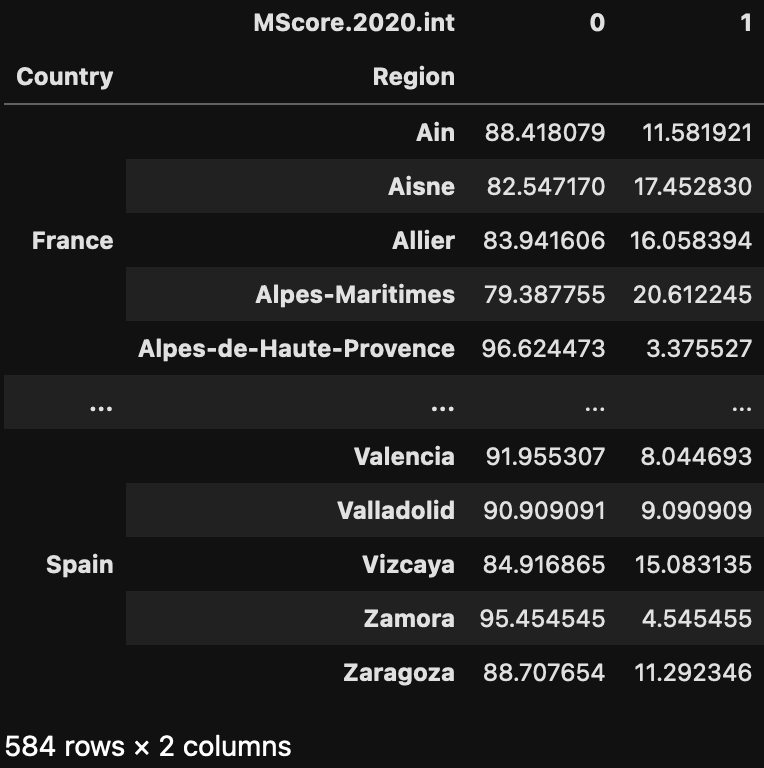 MScore.2020.int 0 1
Country Region
Ain 88.418079 11.581921
Aisne 82.547170 17.452830
France Allier 83.941606 16.058394
Alpes-Maritimes 79.387755 20.612245
Alpes-de-Haute-Provence 96.624473 3.375527
... ... ... ...
Valencia 91.955307 8.044693
Valladolid 90.909091 9.090909
Spain Vizcaya 84.916865 15.083135
Zamora 95.454545 4.545455
Zaragoza 88.707654 11.292346
584 rows × 2 columns